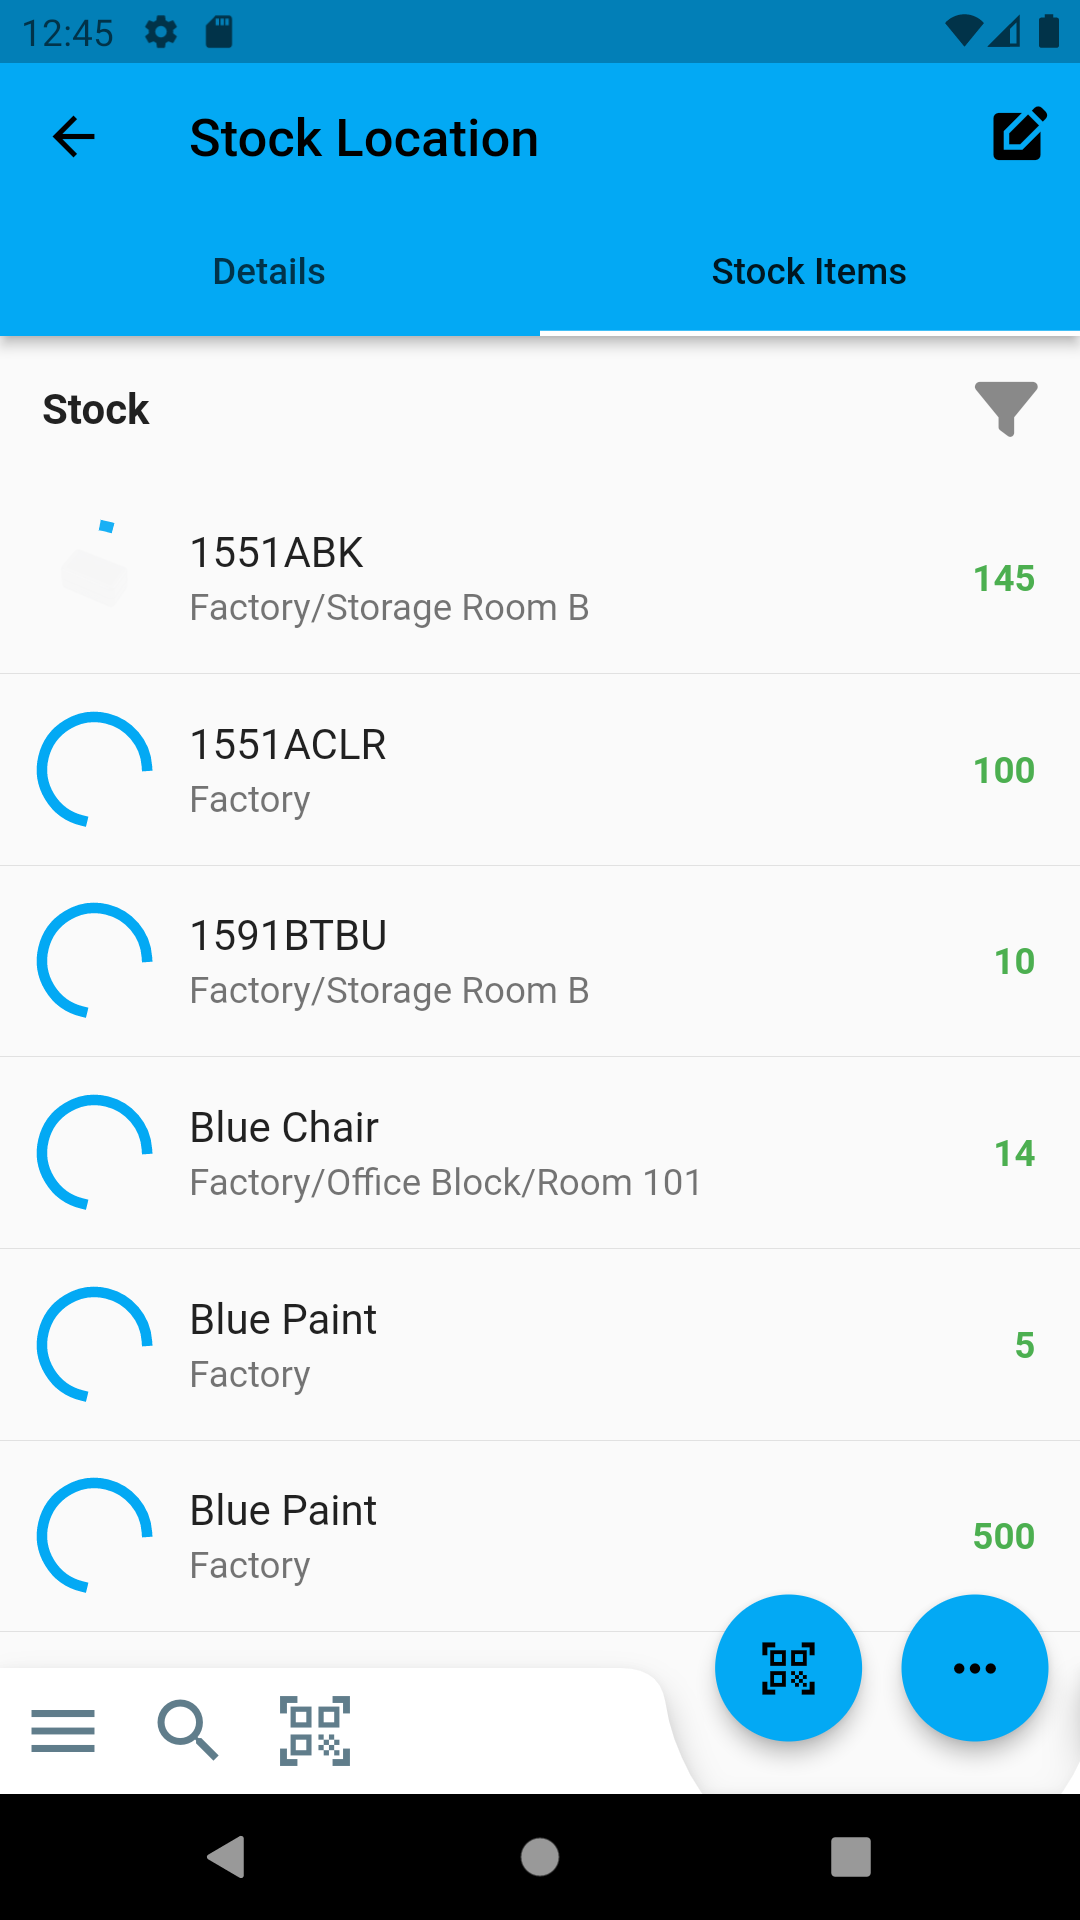 12:45
Stock Location
Details
Stock Items
Stock
1551ABK
Factory/Storage Room B
145
1551ACLR
Factory
100
1591BTBU
Factory/Storage Room B
10
Blue Chair
Factory/Office Block/Room 101
14
Blue Paint
Factory
5
Blue Paint
Factory
500